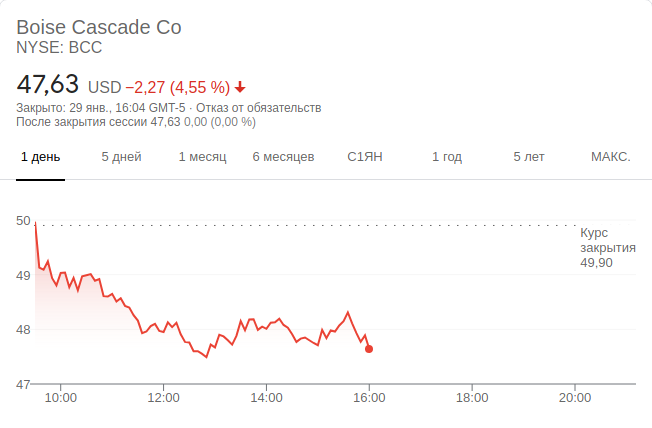 Boise Cascade Co
NYSE: BCC
47,63 USD −2,27 (4,55 %)
Закрыто: 29 янв., 16:04 GMT-5 · Отказ от обязательств
После закрытия сессии 47,63 0,00 (0,00 %)
1 день 5 дней 1 месяц 6 месяцев С1ЯН 1 год 5 лет МАКС.
50
Курс
закрытия
49,90
49
48
47
10:00 12:00 14:00 16:00 18:00 20:00